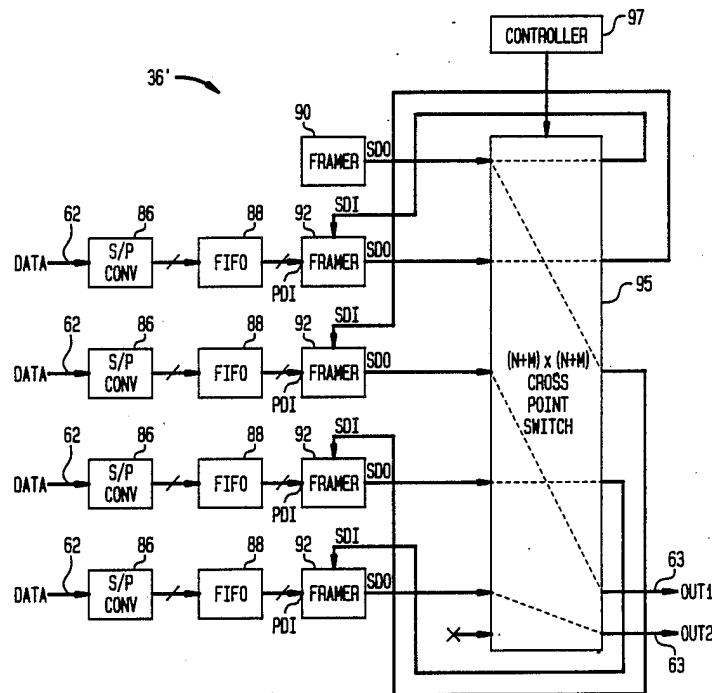 97
CONTROLLER
36'
90
FRAMER
SDO
62
DATA
86
S/P
CONV
88
FIFO
PDI
92
SDI
FRAMER
SDO
95
62
DATA
86
S/P
CONV
88
FIFO
PDI
92
SDI
FRAMER
SDO
(N+M) x (N+M)
CROSS
POINT
SWITCH
62
DATA
86
S/P
CONV
88
FIFO
PDI
92
SDI
FRAMER
SDO
62
DATA
86
S/P
CONV
88
FIFO
PDI
92
SDI
FRAMER
SDO
63
OUT1
OUT2
63